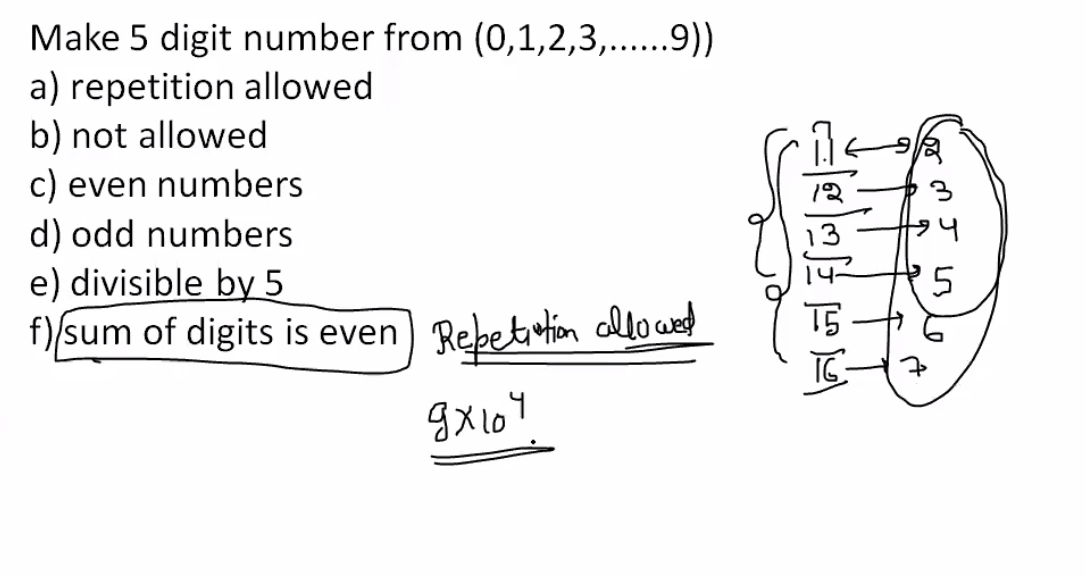 Make 5 digit number from (0,1,2,3,......9))
a) repetition allowed
b) not allowed
c) even numbers
d) odd numbers
e) divisible by 5
f) sum of digits is even
Repetition allowed
9×10⁴
11 2
12 3
13 4
14 5
15 6
16 7